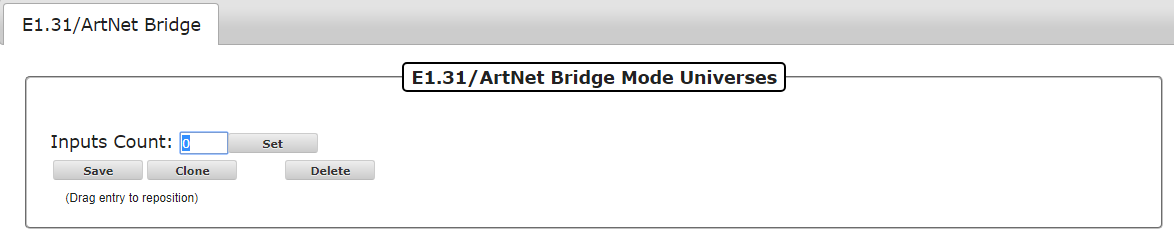 E1.31/ArtNet Bridge
E1.31/ArtNet Bridge Mode Universes
Inputs Count: 0 Set
Save Clone Delete
(Drag entry to reposition)